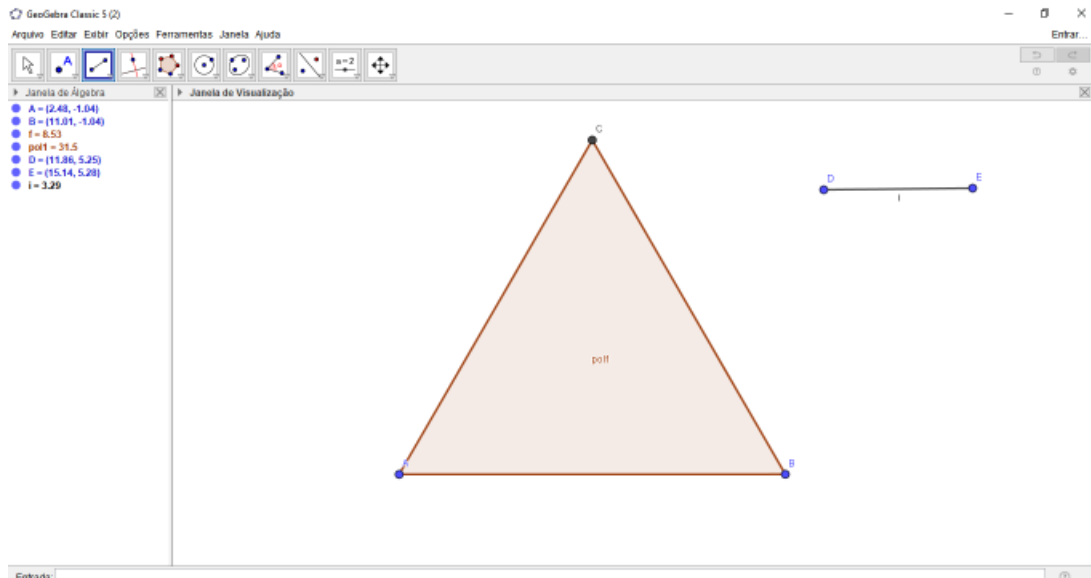 GeoGebra Classic 5 (2)
Arquivo Editar Exibir Opções Ferramentas Janela Ajuda
Entrar...
A
a=2
Janela de Álgebra
Janela de Visualização
A = (2.48, -1.04)
B = (11.01, -1.04)
f = 8.53
pol1 = 31.5
D = (11.86, 5.25)
E = (15.14, 5.28)
i = 3.29
C
D
E
i
pol1
A
B
Entrada: